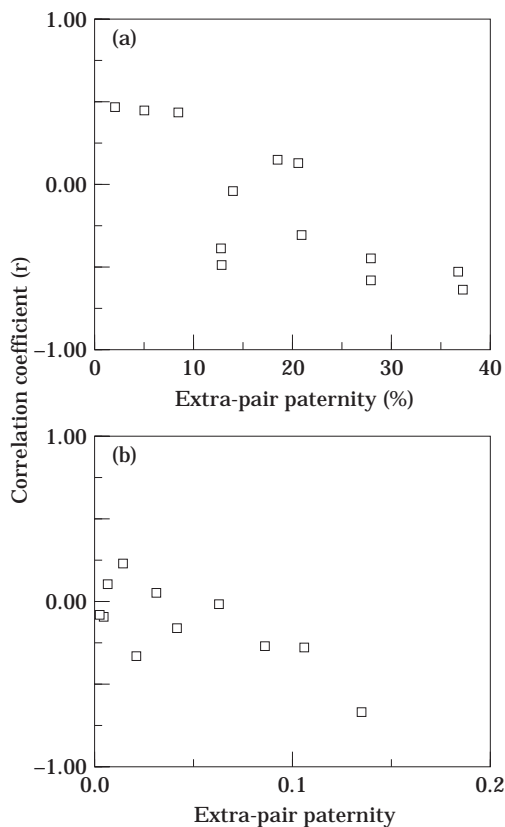 1.00
(a)
0.00
−1.00
0
10
20
30
40
Extra-pair paternity (%)
Correlation coefficient (r)
1.00
(b)
0.00
−1.00
0.0
0.1
0.2
Extra-pair paternity